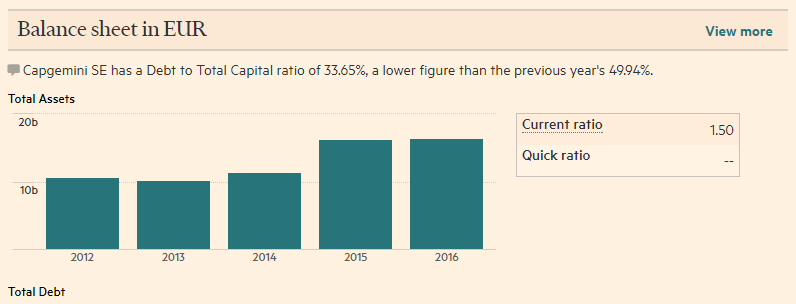 Balance sheet in EUR
View more
Capgemini SE has a Debt to Total Capital ratio of 33.65%, a lower figure than the previous year's 49.94%.
Total Assets
20b
10b
2012 2013 2014 2015 2016
Current ratio 1.50
Quick ratio --
Total Debt